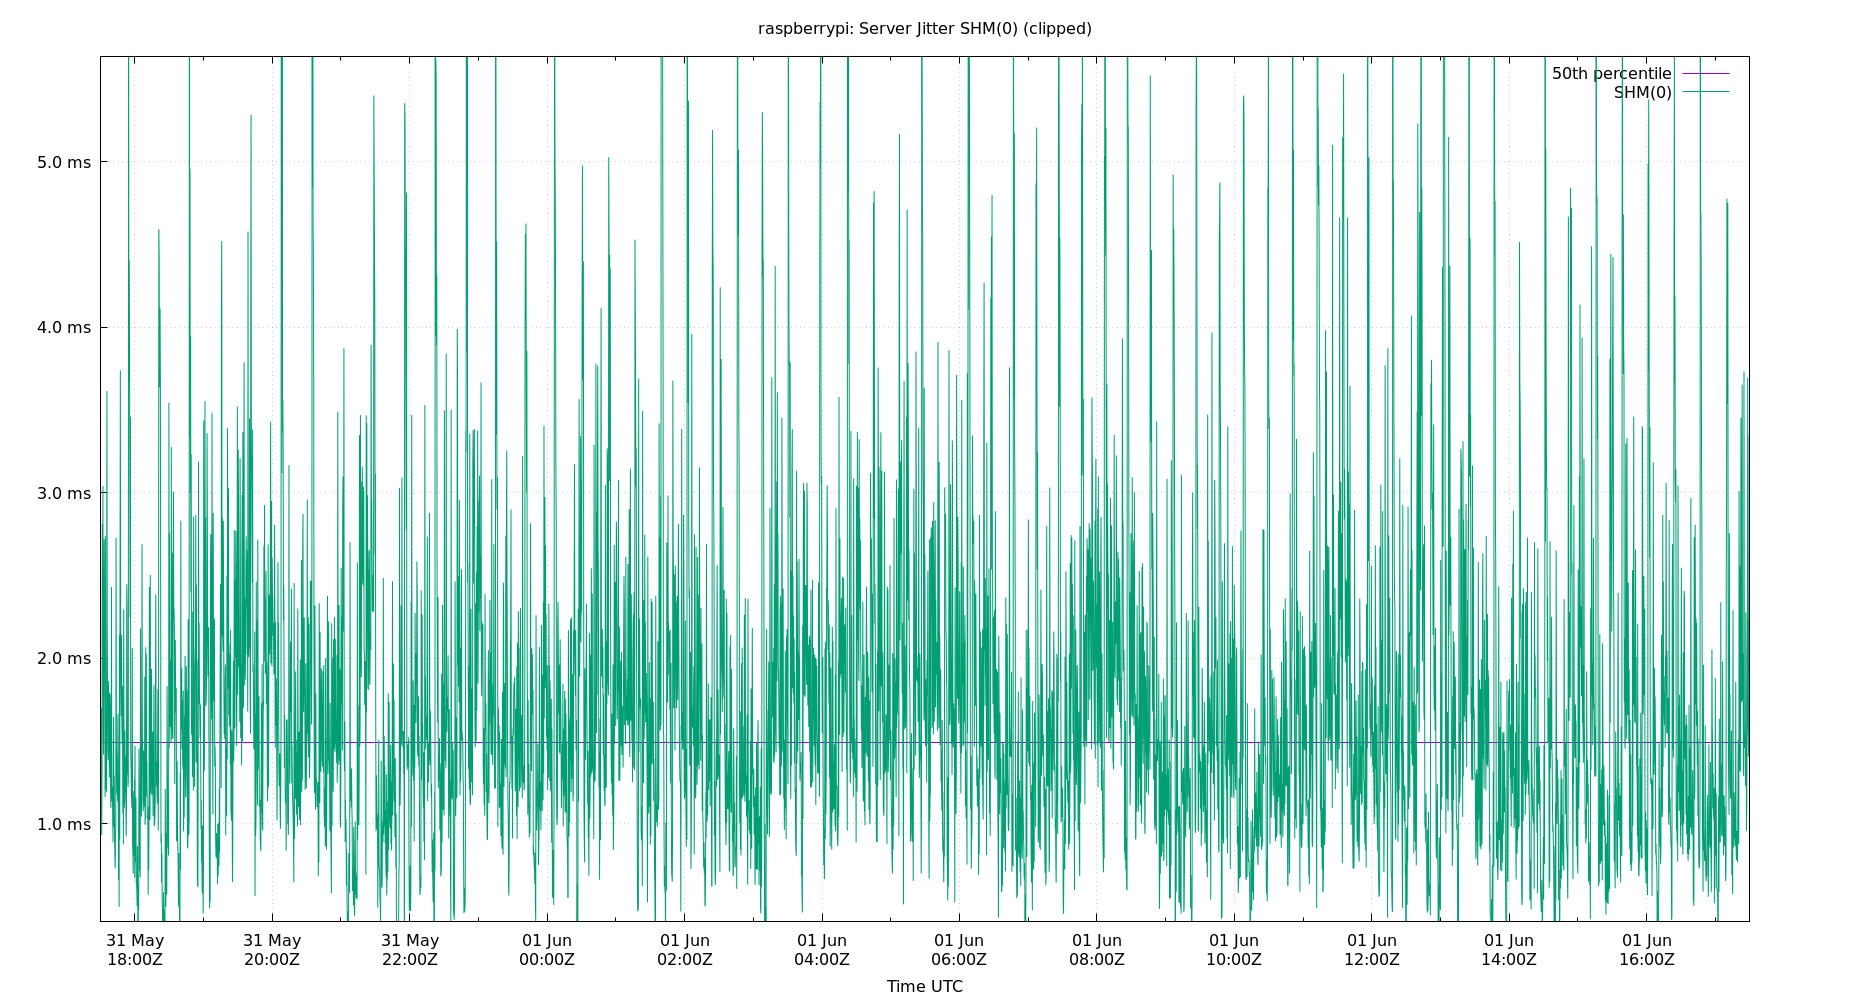 raspberrypi: Server Jitter SHM(0) (clipped)
50th percentile
SHM(0)
5.0 ms
4.0 ms
3.0 ms
2.0 ms
1.0 ms
31 May 31 May 31 May 01 Jun 01 Jun 01 Jun 01 Jun 01 Jun 01 Jun 01 Jun 01 Jun 01 Jun
18:00Z 20:00Z 22:00Z 00:00Z 02:00Z 04:00Z 06:00Z 08:00Z 10:00Z 12:00Z 14:00Z 16:00Z
Time UTC